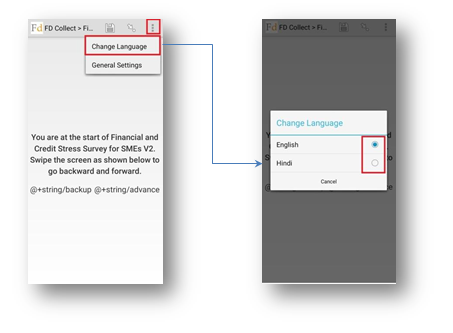 Fd FD Collect > Fi...
Change Language
General Settings
You are at the start of Financial and
Credit Stress Survey for SMEs V2.
Swipe the screen as shown below to
go backward and forward.
@+string/backup @+string/advance
Fd FD Collect > Fi...
Change Language
English
Hindi
Cancel